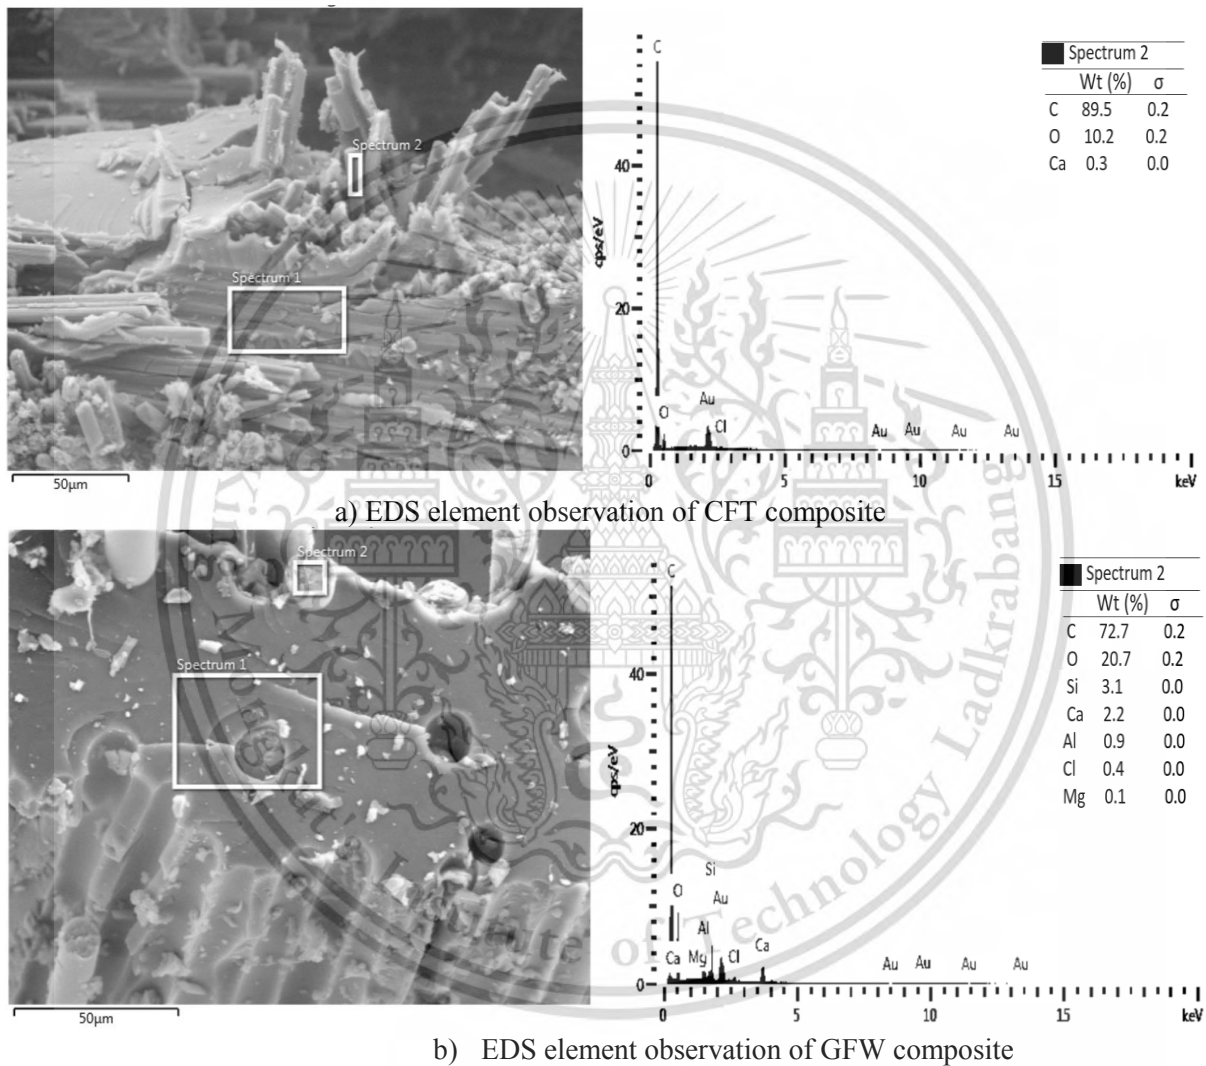 Spectrum 2
Spectrum 1
50µm
C
40
20
0
cps/eV
O
Au
Cl
Au
Au
Au
Au
0
5
10
15
keV
Spectrum 2
Wt (%) σ
C 89.5 0.2
O 10.2 0.2
Ca 0.3 0.0
a) EDS element observation of CFT composite
Spectrum 2
Spectrum 1
50µm
C
40
20
0
cps/eV
Si
O
Au
Al
Ca
Mg
Cl
Ca
Au
Au
Au
Au
0
5
10
15
keV
Spectrum 2
Wt (%) σ
C 72.7 0.2
O 20.7 0.2
Si 3.1 0.0
Ca 2.2 0.0
Al 0.9 0.0
Cl 0.4 0.0
Mg 0.1 0.0
b) EDS element observation of GFW composite
King Mongkut's Institute of Technology Ladkrabang